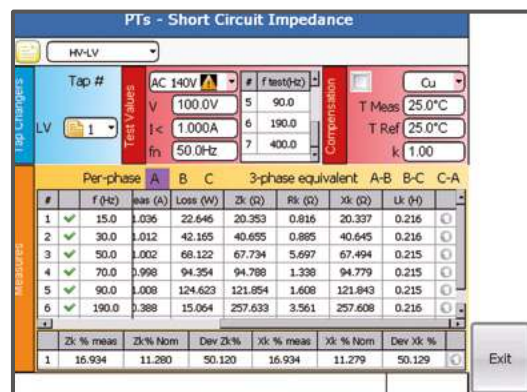 PTs - Short Circuit Impedance
HV-LV
Tap Changers
Tap #
LV 1
Test Values
AC 140V
V 100.0V
I< 1.000A
fn 50.0Hz
# f test(Hz)
5 90.0
6 190.0
7 400.0
Compensation
Cu
T Meas 25.0°C
T Ref 25.0°C
k 1.00
Measures
Per-phase A B C 3-phase equivalent A-B B-C C-A
# f (Hz) eas (A) Loss (W) Zk (Ω) Rk (Ω) Xk (Ω) Lk (H)
1 15.0 1.036 22.646 20.353 0.816 20.337 0.216
2 30.0 1.012 42.165 40.655 0.885 40.645 0.216
3 50.0 1.002 68.122 67.734 5.697 67.494 0.215
4 70.0 0.998 94.354 94.788 1.338 94.779 0.215
5 90.0 1.008 124.623 121.854 1.608 121.843 0.215
6 190.0 0.388 15.064 257.633 3.561 257.608 0.216
Zk % meas Zk% Nom Dev Zk% Xk % meas Xk % Nom Dev Xk %
1 16.934 11.280 50.120 16.934 11.279 50.129
Exit